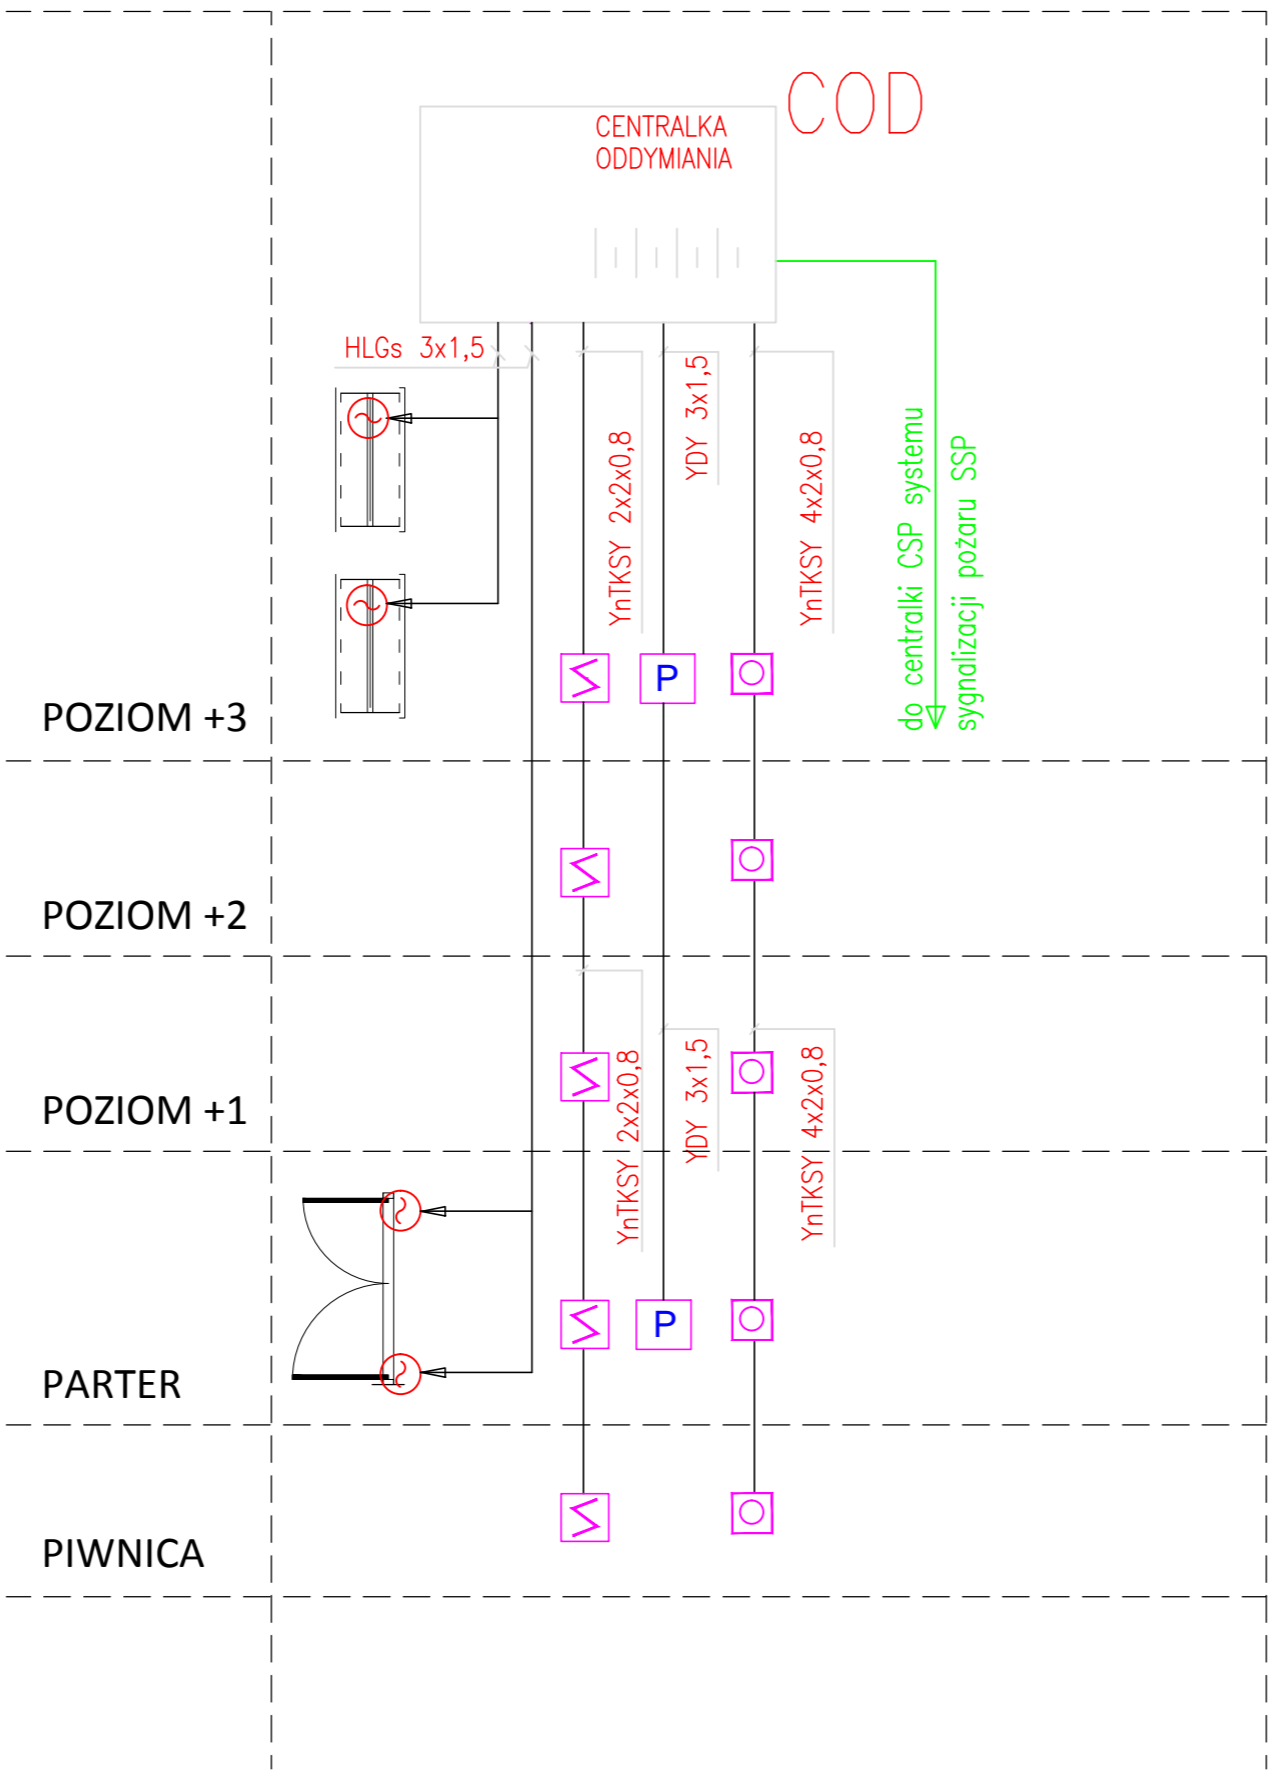 COD
CENTRALKA
ODDYMIANIA
HLGs 3x1,5
YnTKSY 2x2x0,8
YDY 3x1,5
YnTKSY 4x2x0,8
do centralki CSP systemu
sygnalizacji pożaru SSP
P
POZIOM +3
POZIOM +2
POZIOM +1
YnTKSY 2x2x0,8
YDY 3x1,5
YnTKSY 4x2x0,8
P
PARTER
PIWNICA